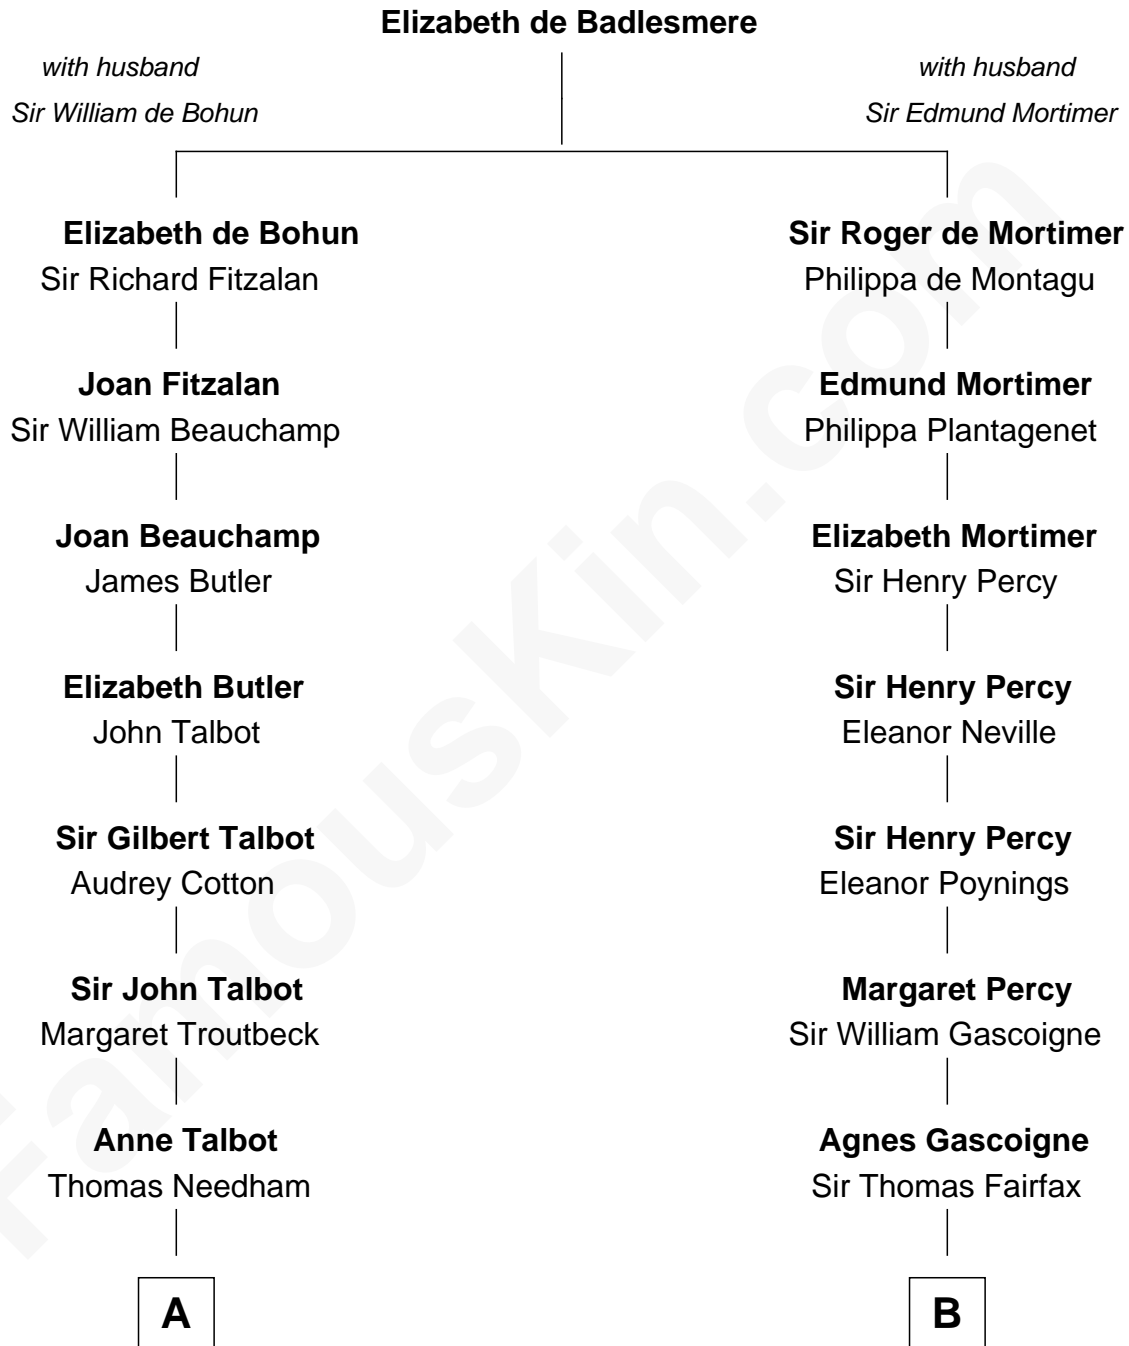 Elizabeth de Badlesmere
with husband
Sir William de Bohun
with husband
Sir Edmund Mortimer
Elizabeth de Bohun
Sir Richard Fitzalan
Sir Roger de Mortimer
Philippa de Montagu
Joan Fitzalan
Sir William Beauchamp
Edmund Mortimer
Philippa Plantagenet
Joan Beauchamp
James Butler
Elizabeth Mortimer
Sir Henry Percy
Elizabeth Butler
John Talbot
Sir Henry Percy
Eleanor Neville
Sir Gilbert Talbot
Audrey Cotton
Sir Henry Percy
Eleanor Poynings
Sir John Talbot
Margaret Troutbeck
Margaret Percy
Sir William Gascoigne
Anne Talbot
Thomas Needham
Agnes Gascoigne
Sir Thomas Fairfax
A
B
FamousKin.com